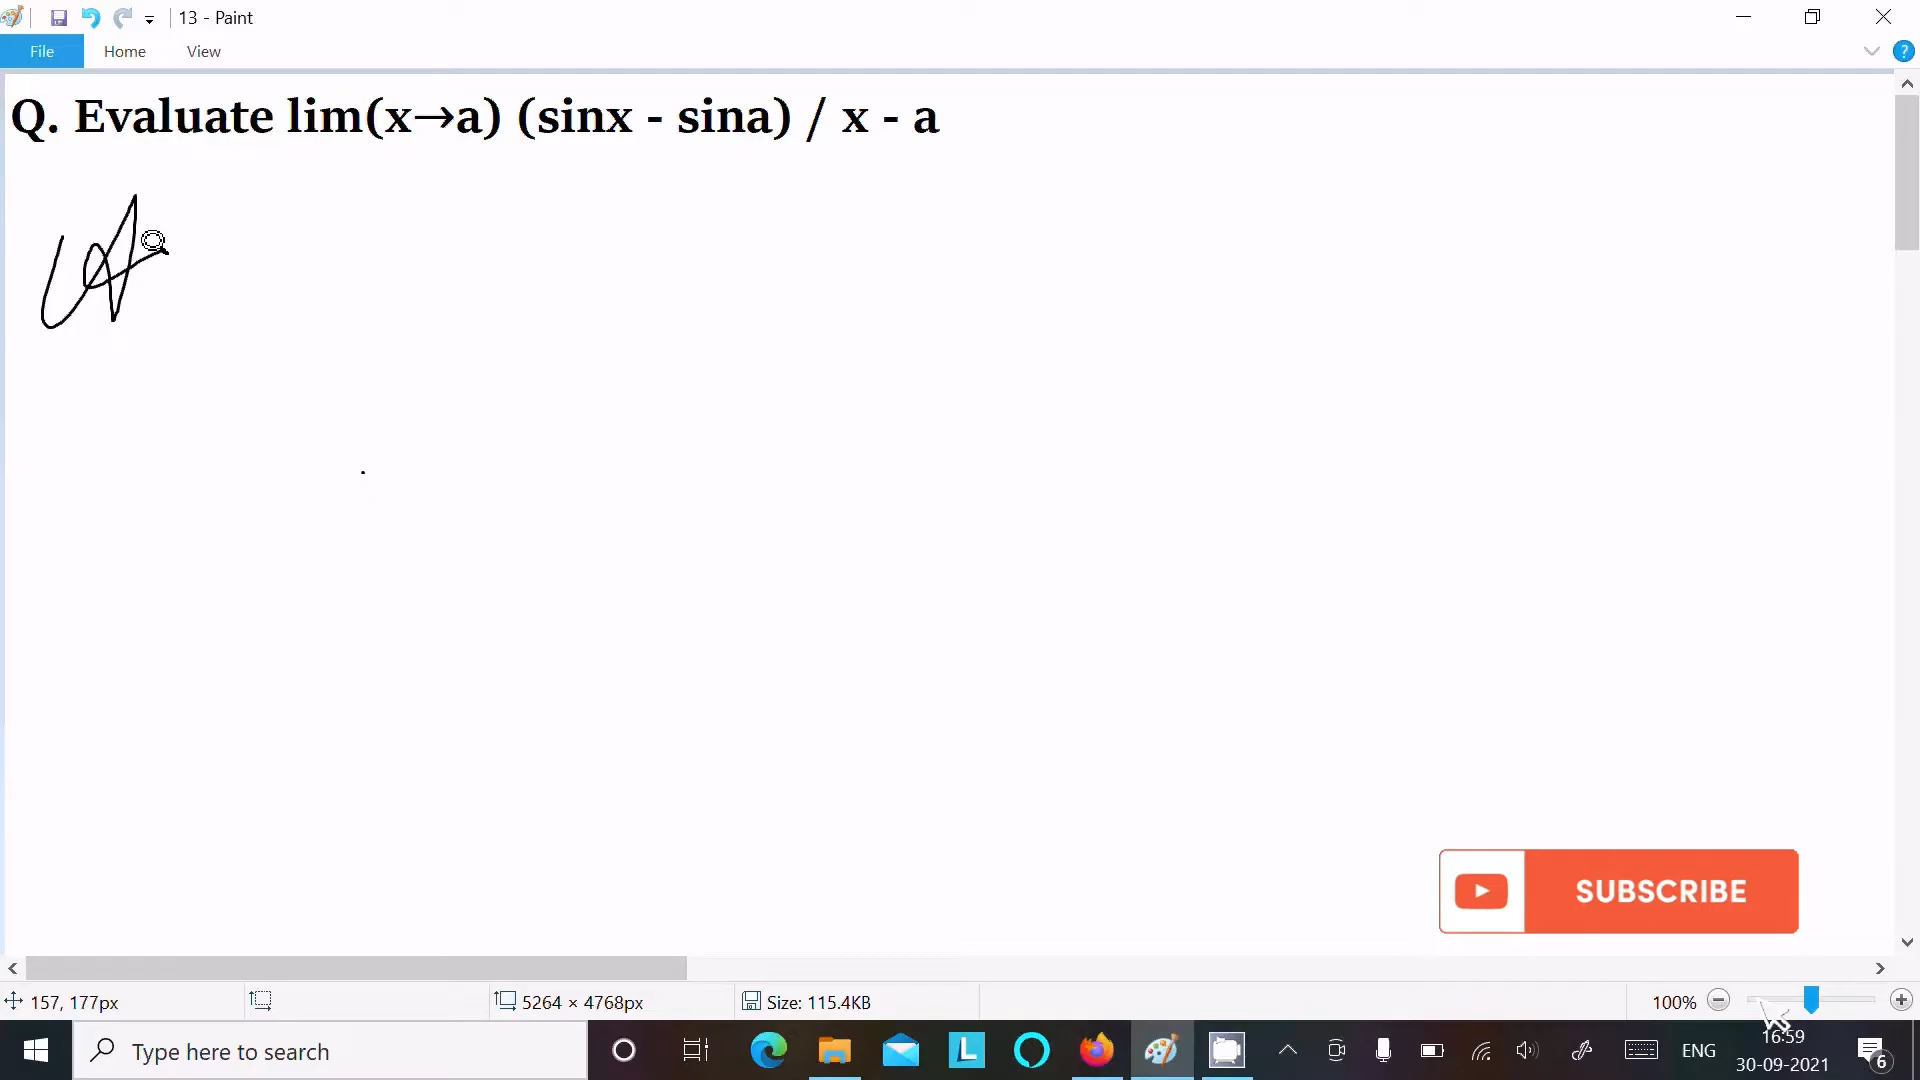 13 - Paint
File Home View
Q. Evaluate lim(x→a) (sinx - sina) / x - a
SUBSCRIBE
157, 177px 5264 × 4768px Size: 115.4KB 100%
Type here to search
L
ENG
16:59
30-09-2021
6